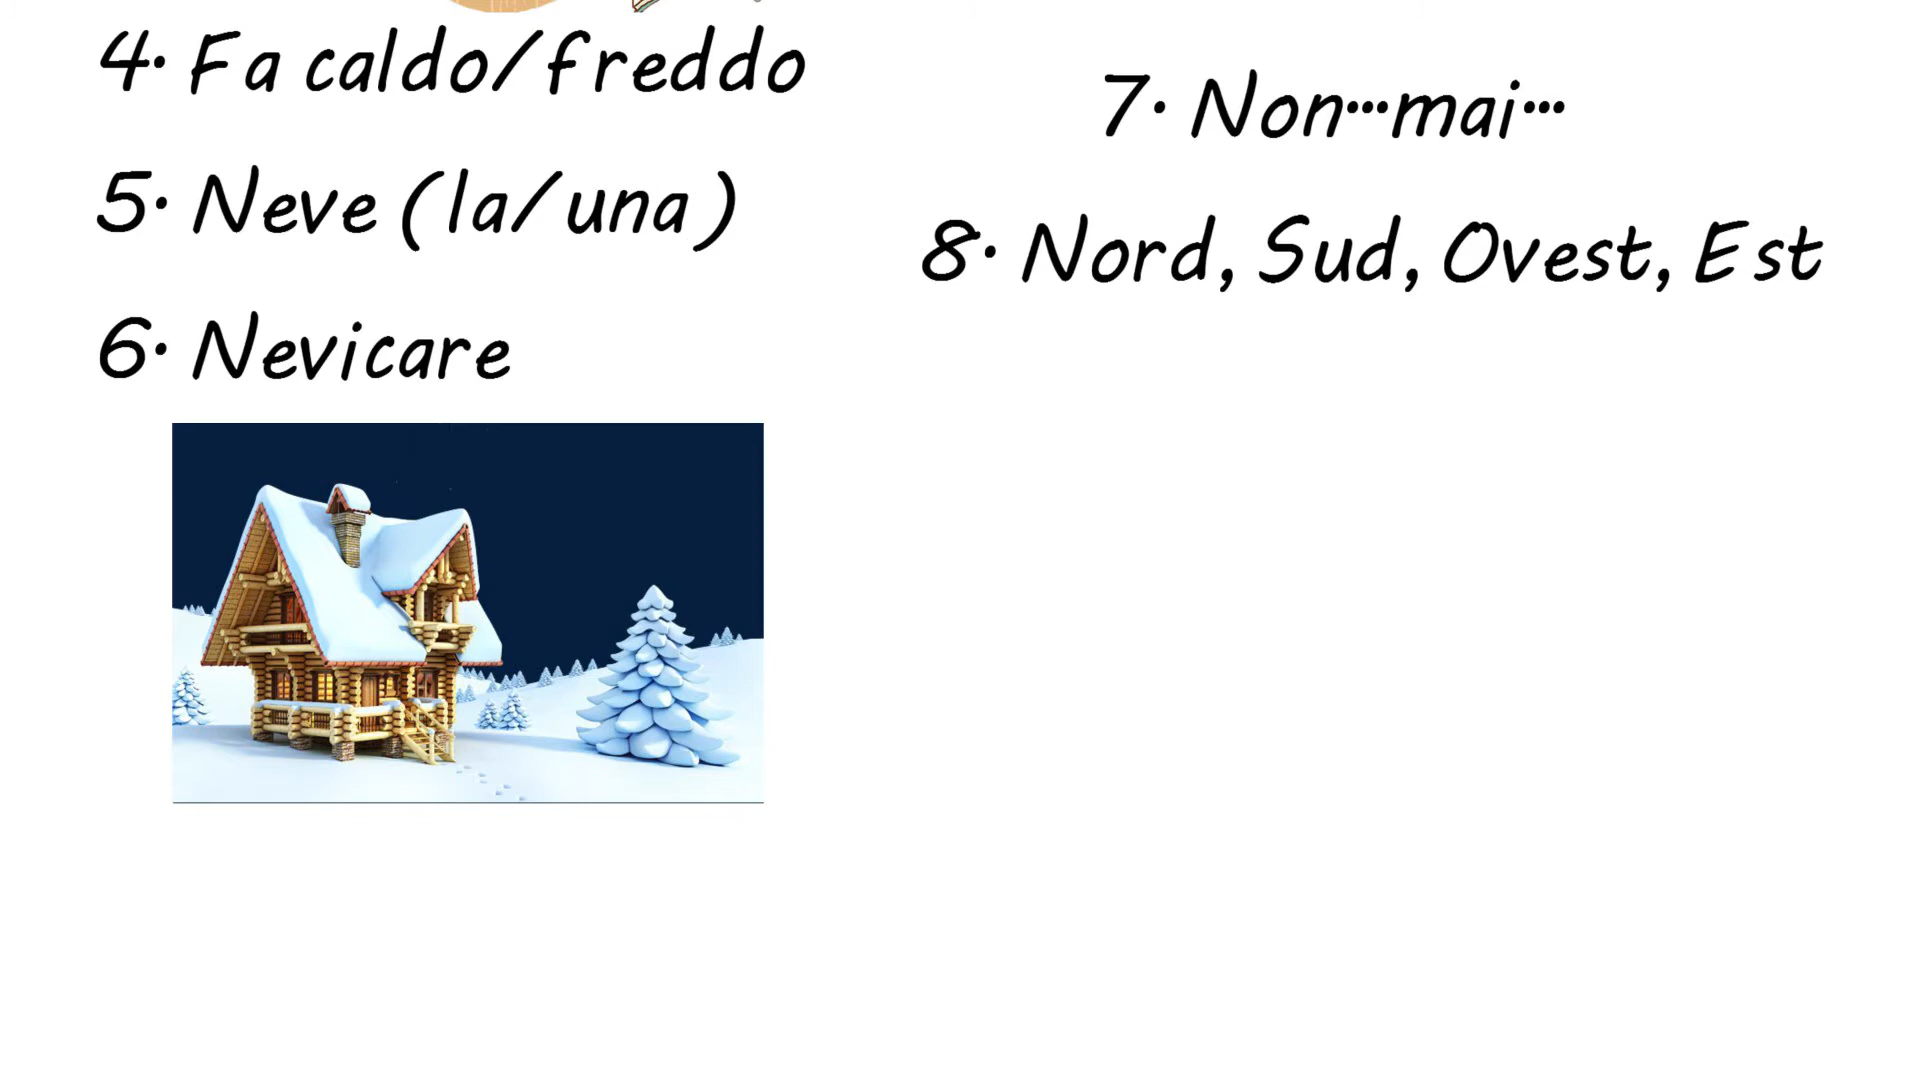 4. Fa caldo/freddo
5. Neve (la/una)
6. Nevicare
7. Non...mai...
8. Nord, Sud, Ovest, Est